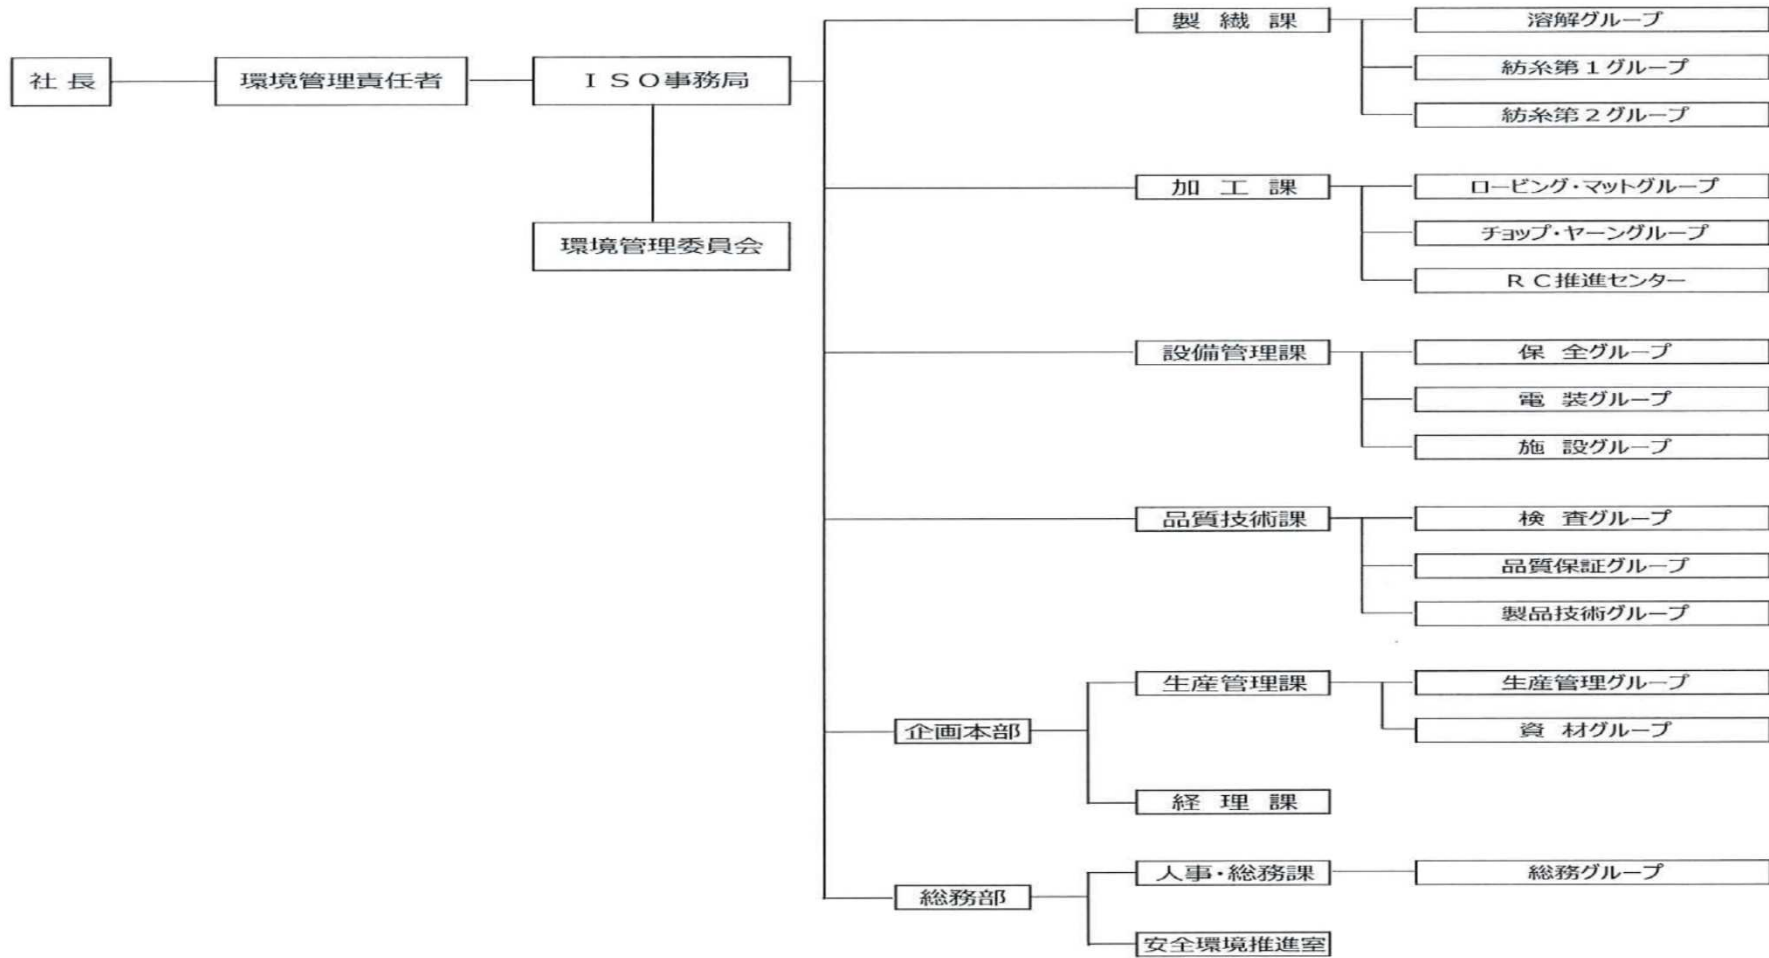 社長
環境管理責任者
ＩＳＯ事務局
環境管理委員会
製繊課
溶解グループ
紡糸第１グループ
紡糸第２グループ
加工課
ロービング・マットグループ
チョップ・ヤーングループ
ＲＣ推進センター
設備管理課
保全グループ
電装グループ
施設グループ
品質技術課
検査グループ
品質保証グループ
製品技術グループ
企画本部
生産管理課
生産管理グループ
資材グループ
経理課
総務部
人事・総務課
総務グループ
安全環境推進室